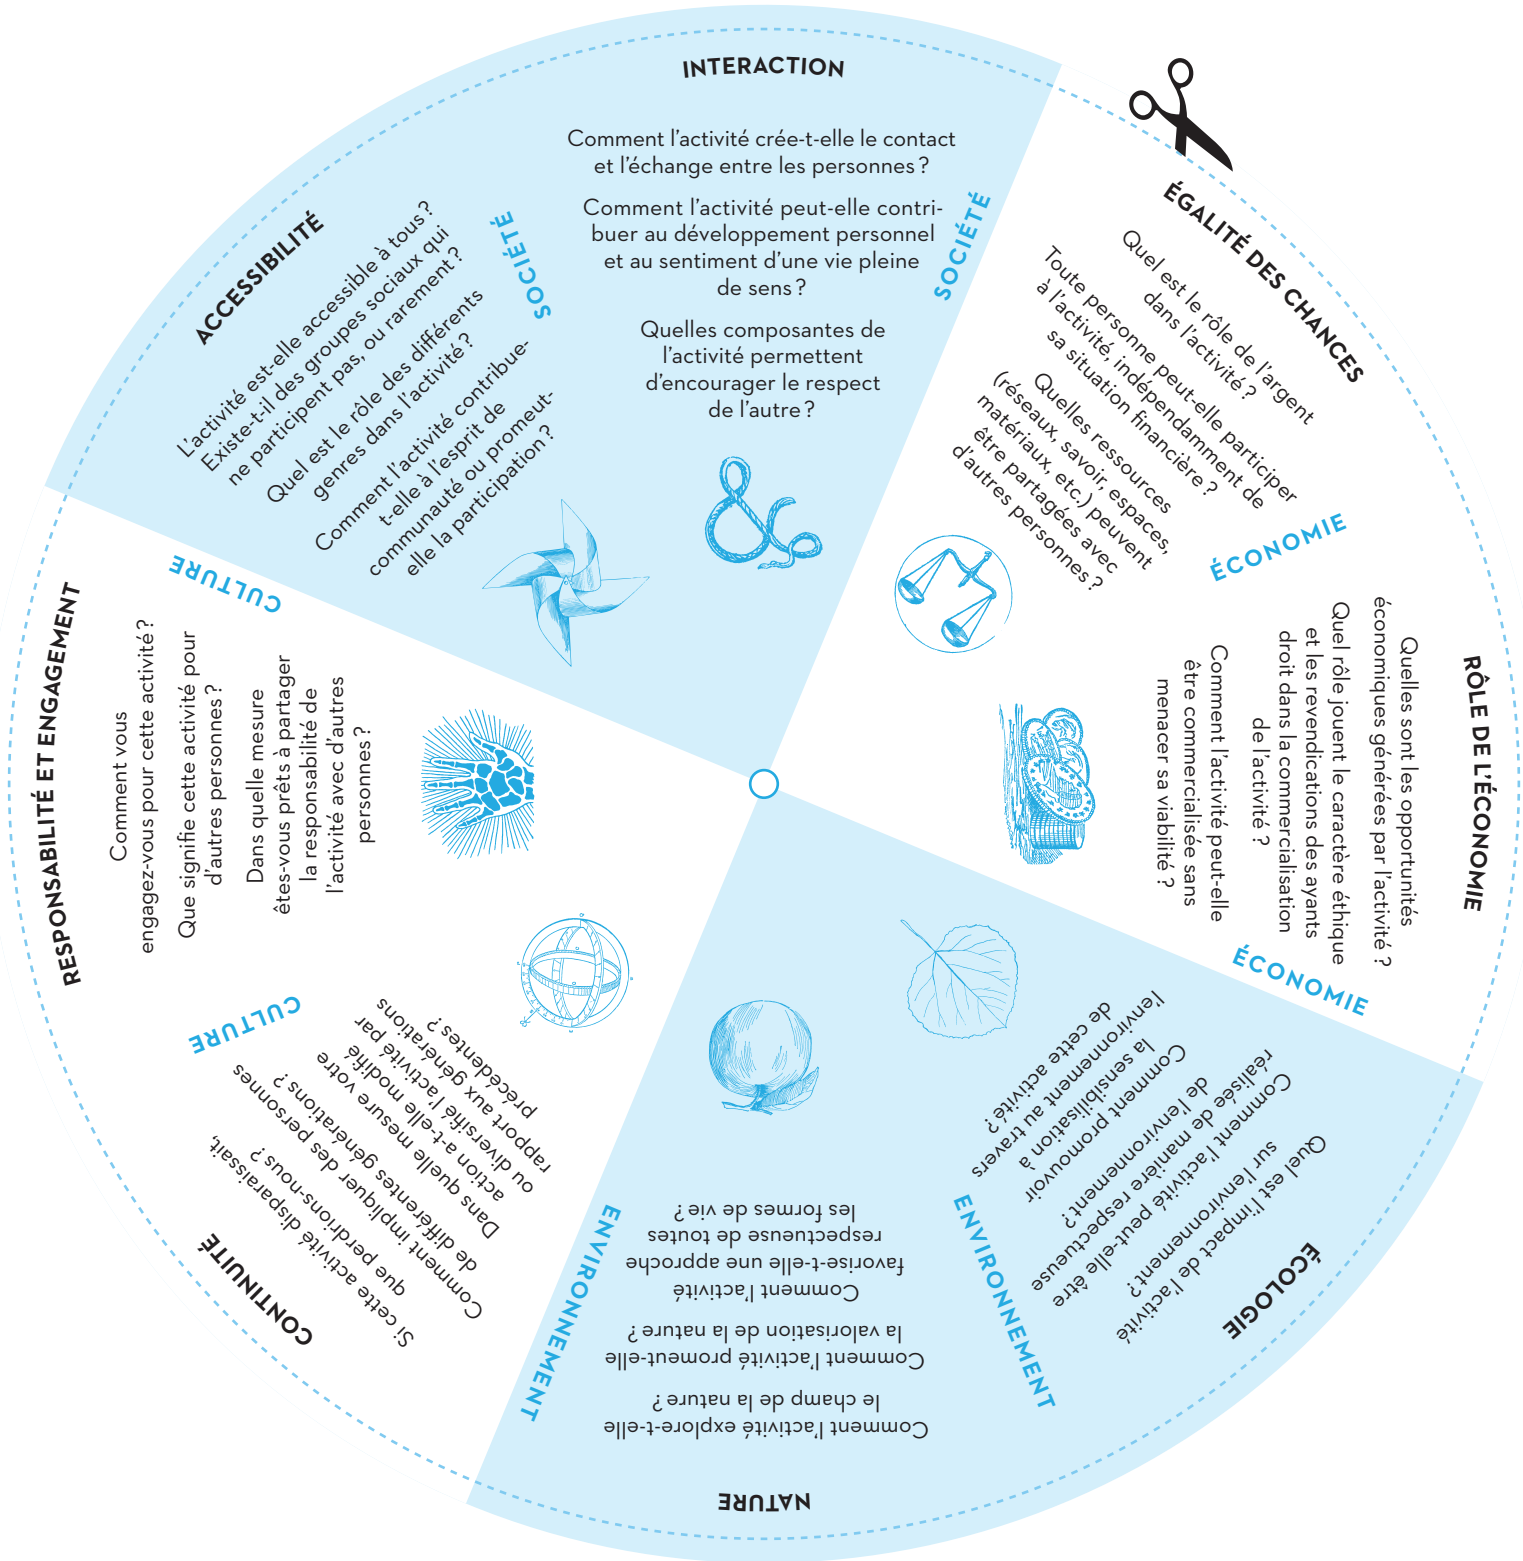 INTERACTION
Comment l’activité crée-t-elle le contact
et l’échange entre les personnes ?
Comment l’activité peut-elle contri-
buer au développement personnel
et au sentiment d’une vie pleine
de sens ?
Quelles composantes de
l’activité permettent
d’encourager le respect
de l’autre ?
SOCIÉTÉ
ÉGALITÉ DES CHANCES
Quel est le rôle de l’argent
dans l’activité ?
Toute personne peut-elle participer
à l’activité, indépendamment de
sa situation financière ?
Quelles ressources
(réseaux, savoir, espaces,
matériaux, etc.) peuvent
être partagées avec
d’autres personnes ?
ÉCONOMIE
RÔLE DE L’ÉCONOMIE
Quelles sont les opportunités
économiques générées par l’activité ?
Quel rôle jouent le caractère éthique
et les revendications des ayants
droit dans la commercialisation
de l’activité ?
Comment l’activité peut-elle
être commercialisée sans
menacer sa viabilité ?
ÉCONOMIE
ÉCOLOGIE
Quel est l’impact de l’activité
sur l’environnement ?
Comment l’activité peut-elle être
réalisée de manière respectueuse
de l’environnement ?
Comment promouvoir
la sensibilisation à
l’environnement au travers
de cette activité ?
ENVIRONNEMENT
NATURE
Comment l’activité explore-t-elle
le champ de la nature ?
Comment l’activité promeut-elle
la valorisation de la nature ?
Comment l’activité
favorise-t-elle une approche
respectueuse de toutes
les formes de vie ?
ENVIRONNEMENT
CONTINUITÉ
Si cette activité disparaissait,
que perdrions-nous ?
Comment impliquer des personnes
de différentes générations ?
Dans quelle mesure votre
action a-t-elle modifié
ou diversifié l’activité par
rapport aux générations
précédentes ?
CULTURE
RESPONSABILITÉ ET ENGAGEMENT
Comment vous
engagez-vous pour cette activité ?
Que signifie cette activité pour
d’autres personnes ?
Dans quelle mesure
êtes-vous prêts à partager
la responsabilité de
l’activité avec d’autres
personnes ?
CULTURE
ACCESSIBILITÉ
L’activité est-elle accessible à tous ?
Existe-t-il des groupes sociaux qui
ne participent pas, ou rarement ?
Quel est le rôle des différents
genres dans l’activité ?
Comment l’activité contribue-
t-elle à l’esprit de
communauté ou promeut-
elle la participation ?
SOCIÉTÉ
&